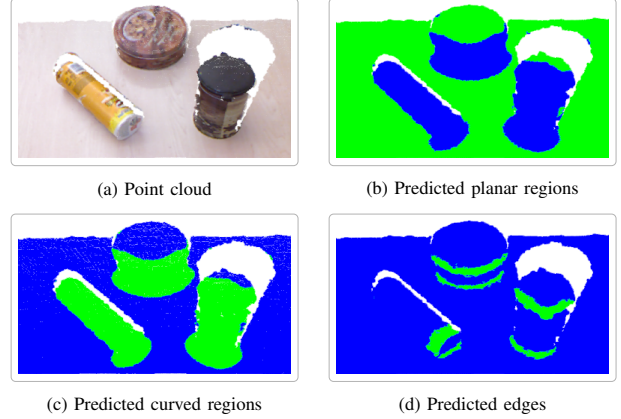 (a) Point cloud
(b) Predicted planar regions
(c) Predicted curved regions
(d) Predicted edges